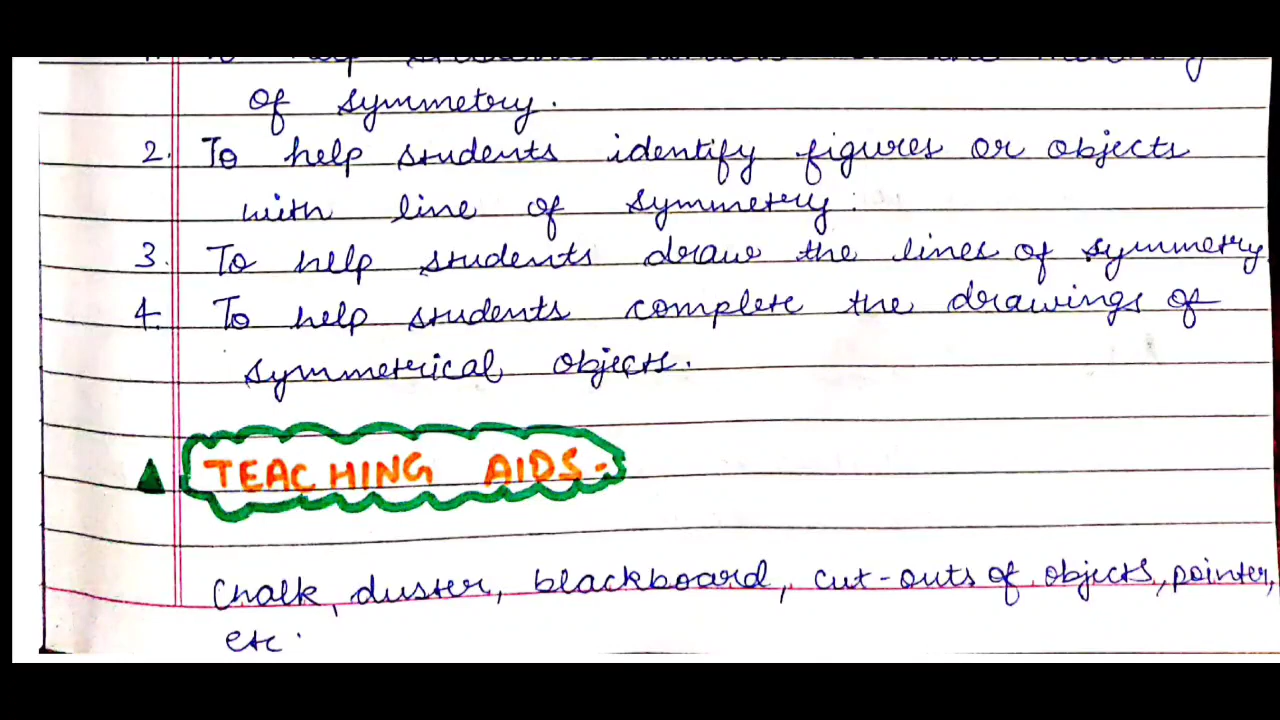 of symmetry.
2. To help students identify figures or objects
with line of symmetry.
3. To help students draw the lines of symmetry
4. To help students complete the drawings of
symmetrical objects.
TEACHING AIDS.
Chalk, duster, blackboard, cut-outs of objects, pointer,
etc.